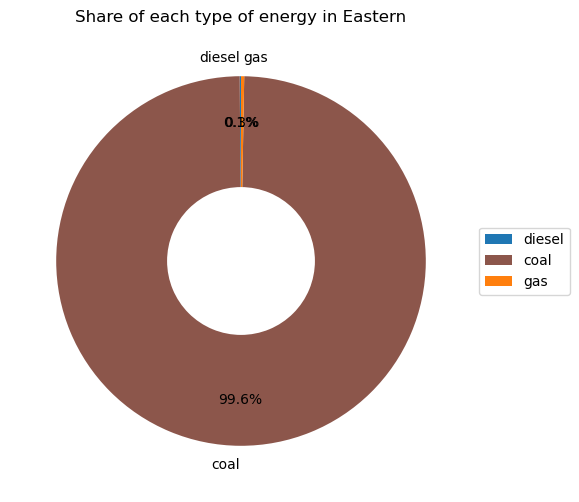 Share of each type of energy in Eastern
diesel gas
99.6%
coal
diesel
coal
gas